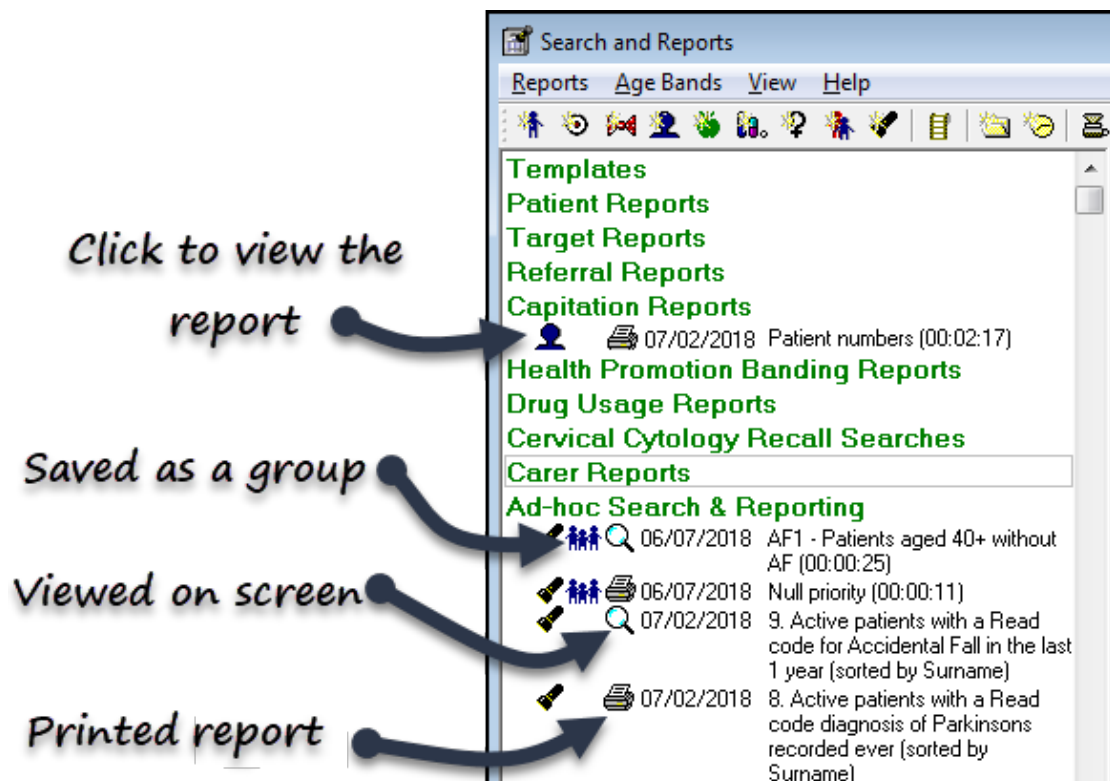 Search and Reports
Reports Age Bands View Help
Templates
Patient Reports
Target Reports
Referral Reports
Capitation Reports
07/02/2018 Patient numbers (00:02:17)
Health Promotion Banding Reports
Drug Usage Reports
Cervical Cytology Recall Searches
Carer Reports
Ad-hoc Search & Reporting
06/07/2018 AF1 - Patients aged 40+ without
AF (00:00:25)
06/07/2018 Null priority (00:00:11)
07/02/2018 9. Active patients with a Read
code for Accidental Fall in the last
1 year (sorted by Surname)
07/02/2018 8. Active patients with a Read
code diagnosis of Parkinsons
recorded ever (sorted by
Surname)
Click to view the
report
Saved as a group
Viewed on screen
Printed report